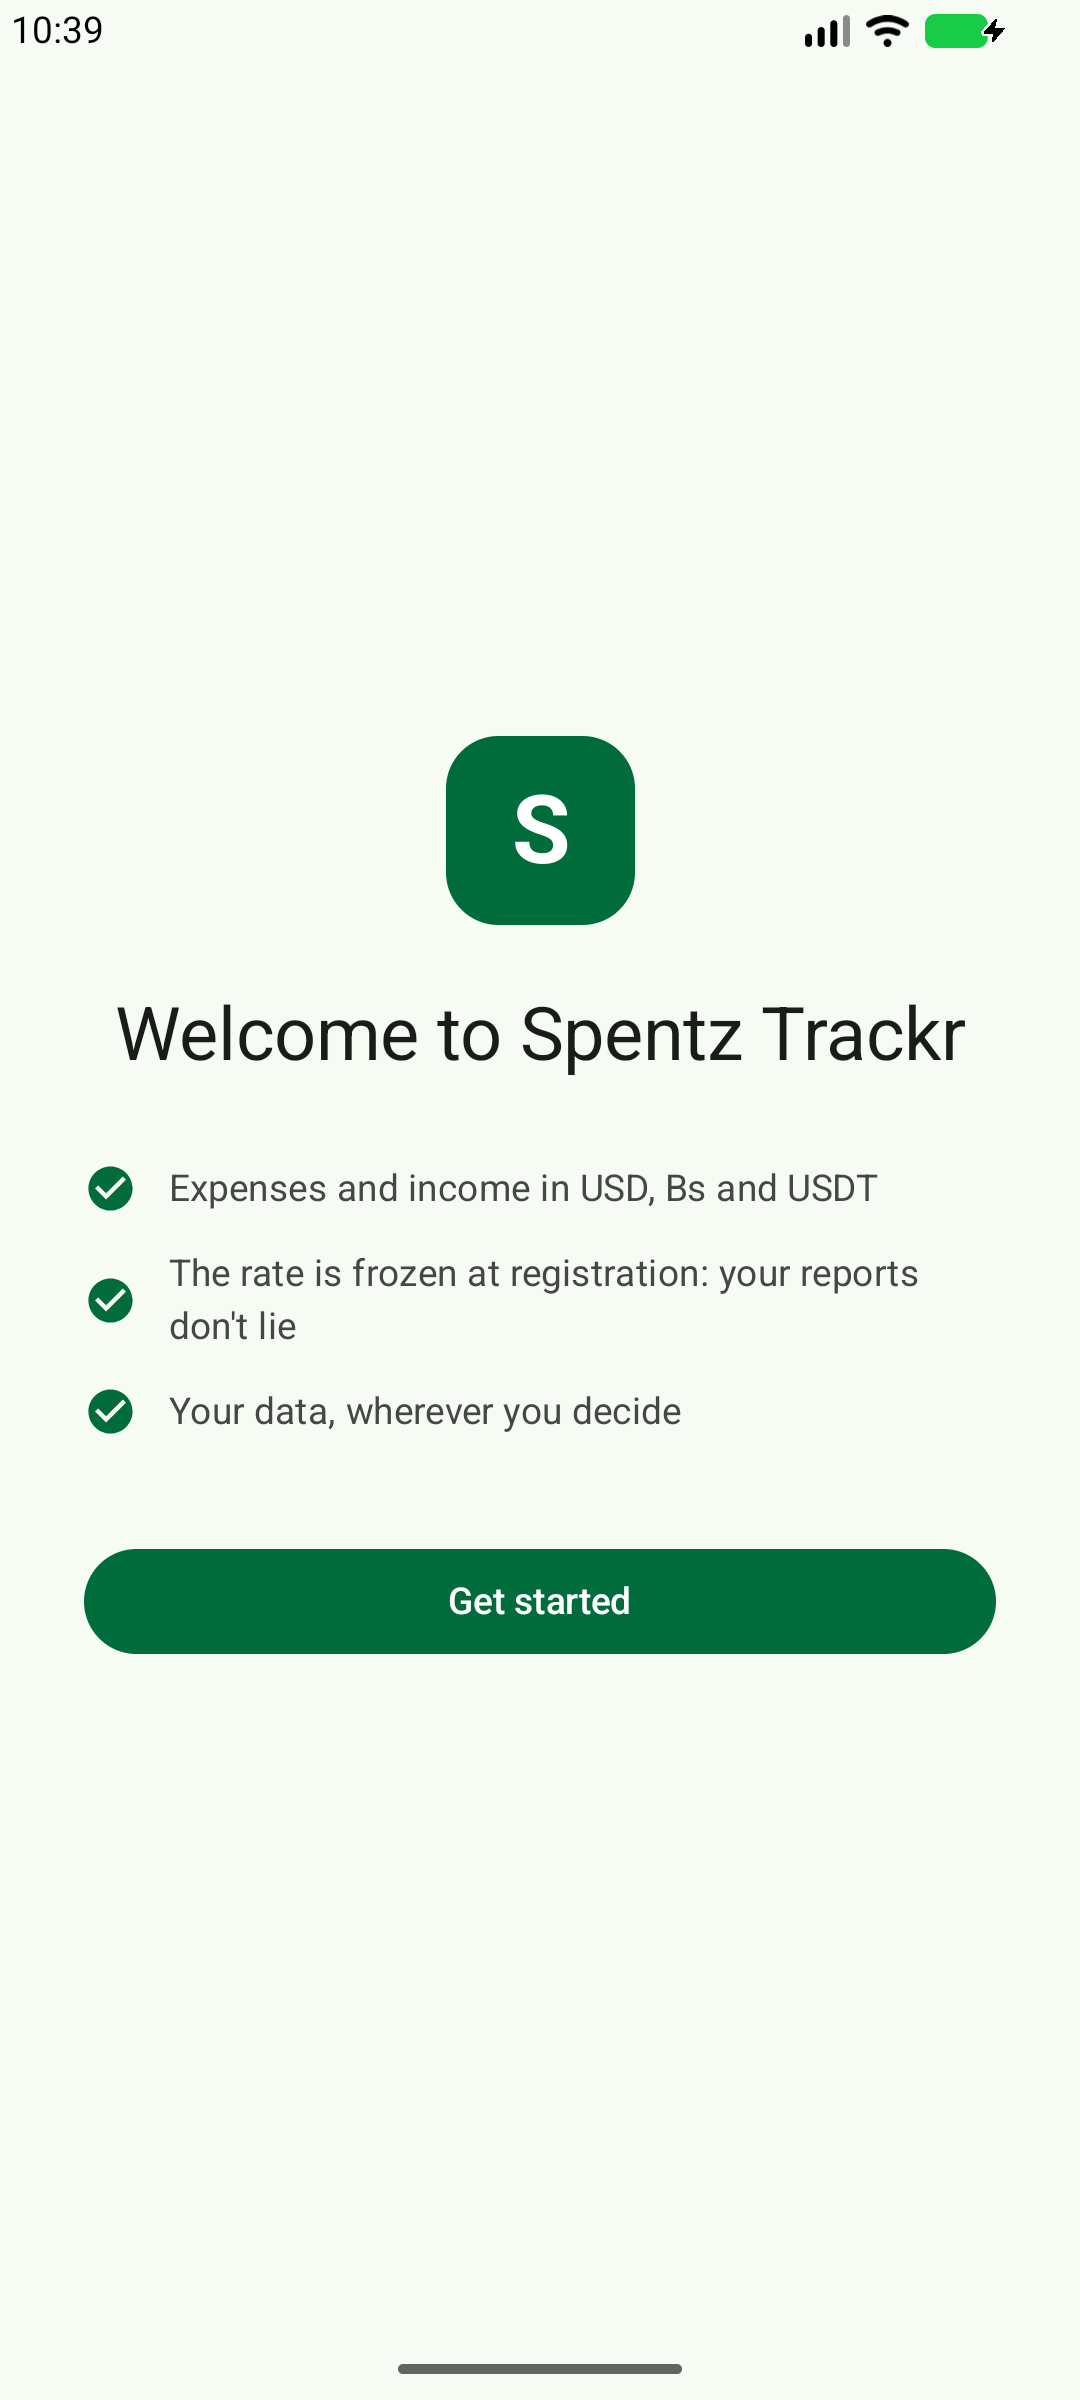 10:39
S
Welcome to Spentz Trackr
Expenses and income in USD, Bs and USDT
The rate is frozen at registration: your reports
don't lie
Your data, wherever you decide
Get started